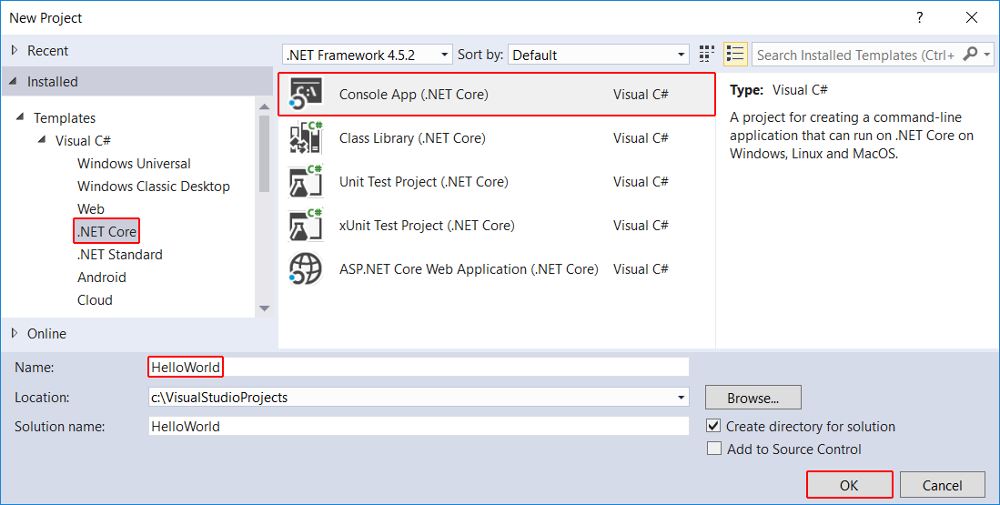 New Project
?
Recent
.NET Framework 4.5.2
Sort by:
Default
Search Installed Templates (Ctrl+
Installed
Templates
Visual C#
Windows Universal
Windows Classic Desktop
Web
.NET Core
.NET Standard
Android
Cloud
Online
C:\
Console App (.NET Core)
Visual C#
C#
Class Library (.NET Core)
Visual C#
C#
Unit Test Project (.NET Core)
Visual C#
C#
xUnit Test Project (.NET Core)
Visual C#
ASP.NET Core Web Application (.NET Core)
Visual C#
Type: Visual C#
A project for creating a command-line
application that can run on .NET Core on
Windows, Linux and MacOS.
Name:
HelloWorld
Location:
c:\VisualStudioProjects
Browse...
Solution name:
HelloWorld
Create directory for solution
Add to Source Control
OK
Cancel